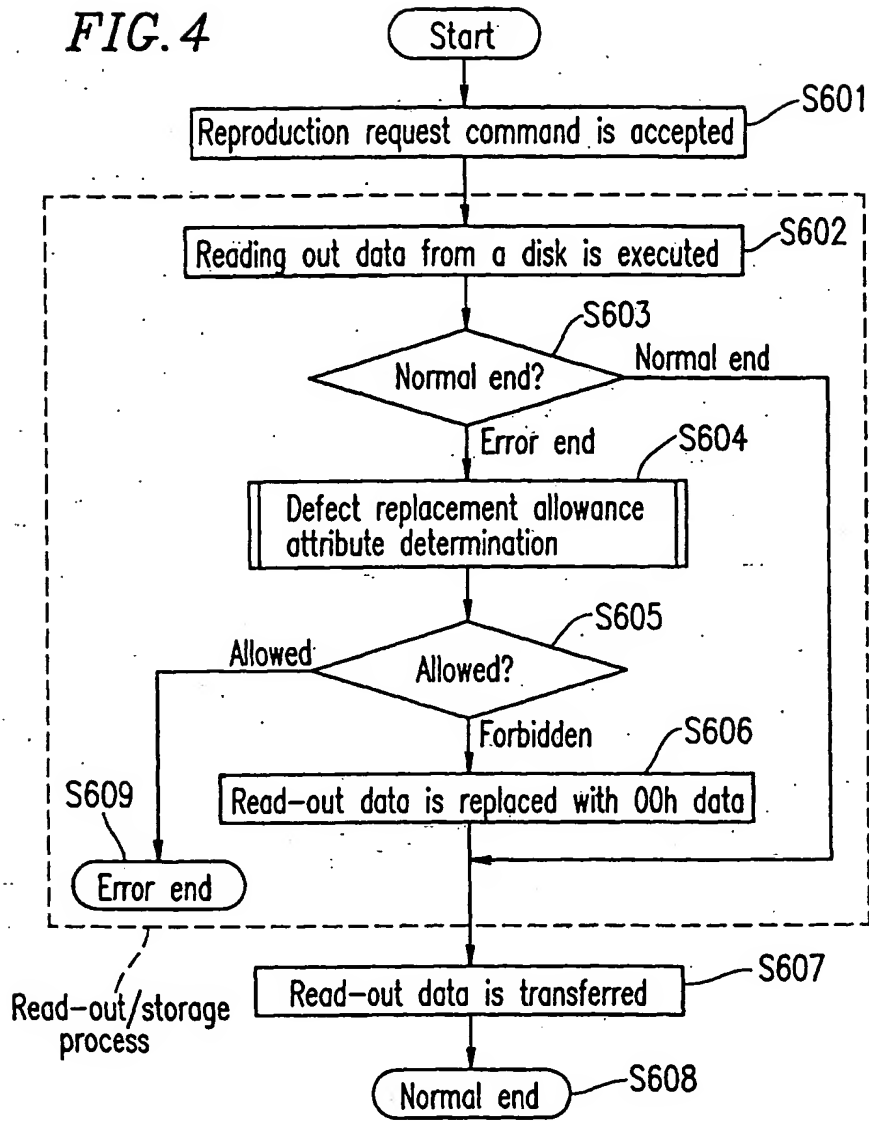 FIG. 4
Start
S601
Reproduction request command is accepted
S602
Reading out data from a disk is executed
S603
Normal end?
Normal end
Error end
S604
Defect replacement allowance
attribute determination
S605
Allowed
Allowed?
Forbidden
S606
Read-out data is replaced with 00h data
S609
Error end
S607
Read-out data is transferred
Read-out/storage
process
S608
Normal end